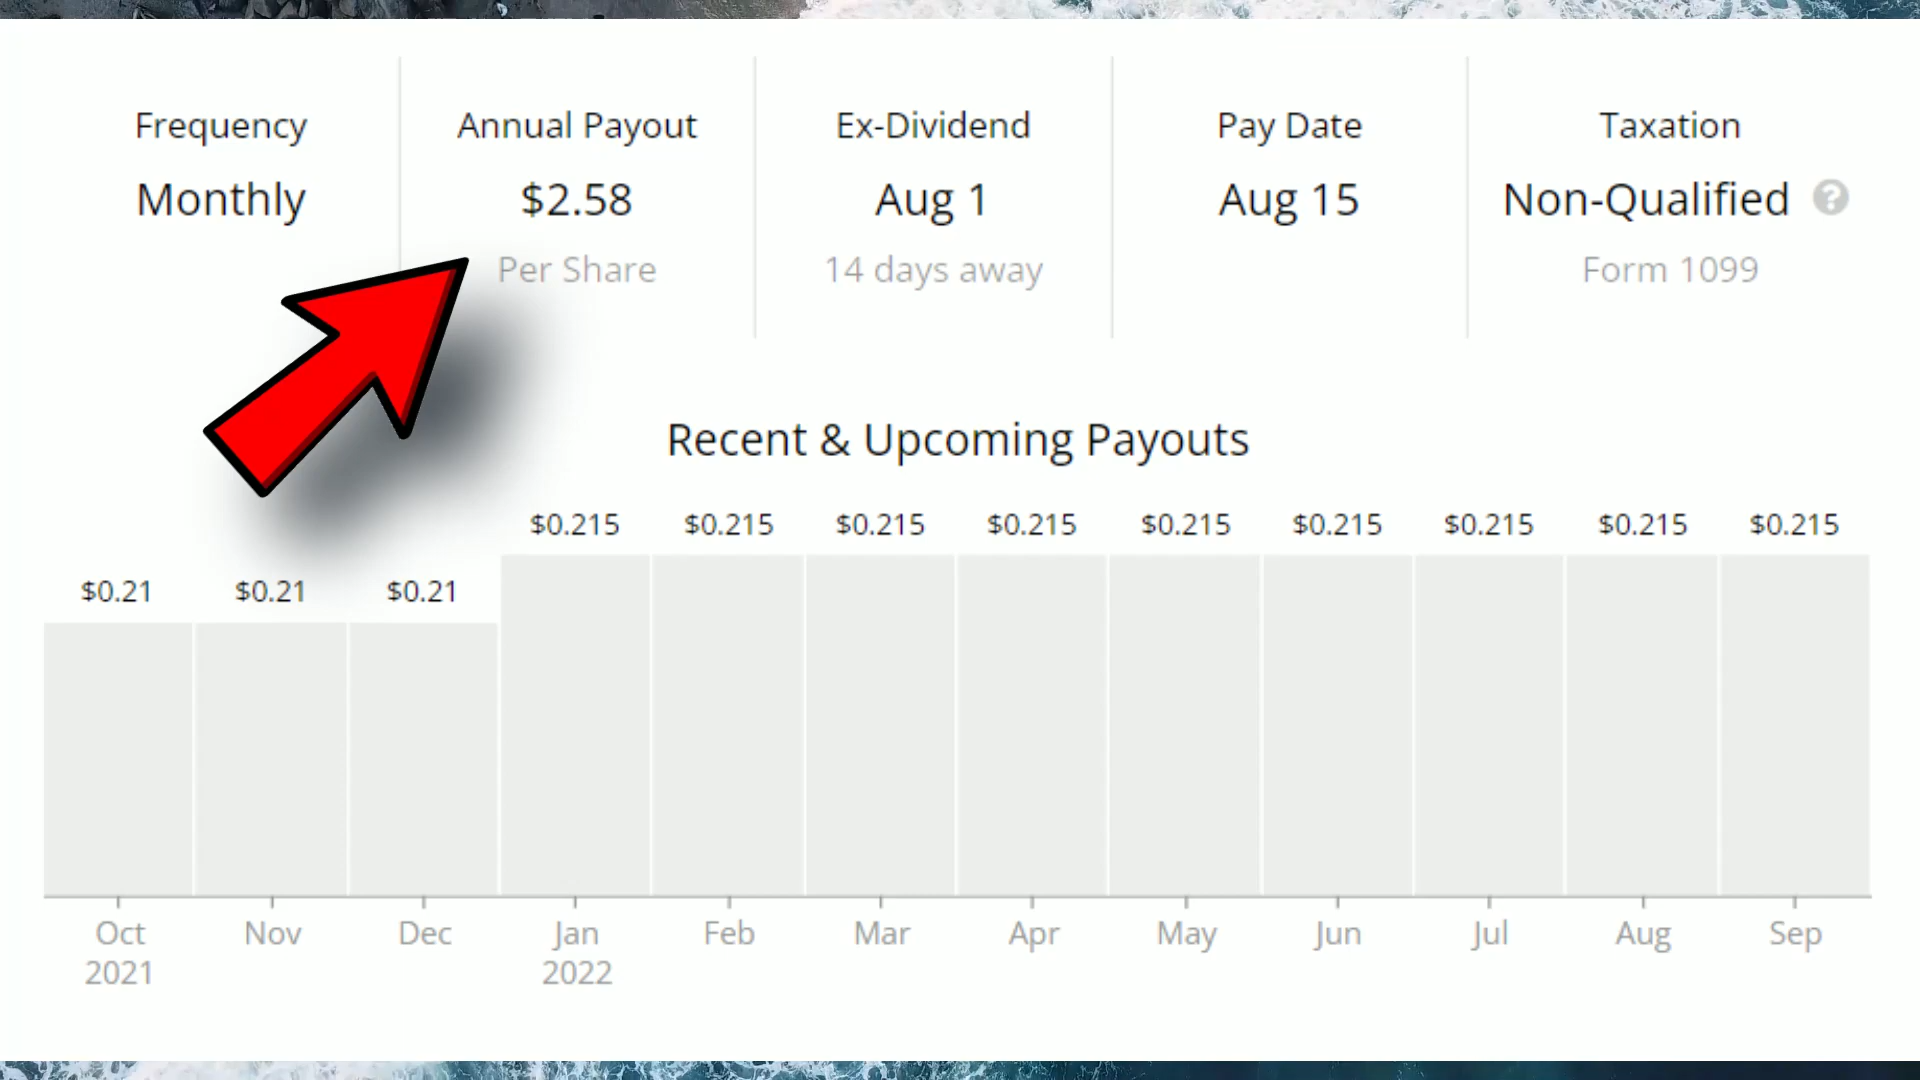 Frequency
Monthly
Annual Payout
$2.58
Per Share
Ex-Dividend
Aug 1
14 days away
Pay Date
Aug 15
Taxation
Non-Qualified ?
Form 1099
Recent & Upcoming Payouts
$0.21 $0.21 $0.21 $0.215 $0.215 $0.215 $0.215 $0.215 $0.215 $0.215 $0.215 $0.215
Oct Nov Dec Jan Feb Mar Apr May Jun Jul Aug Sep
2021 2022